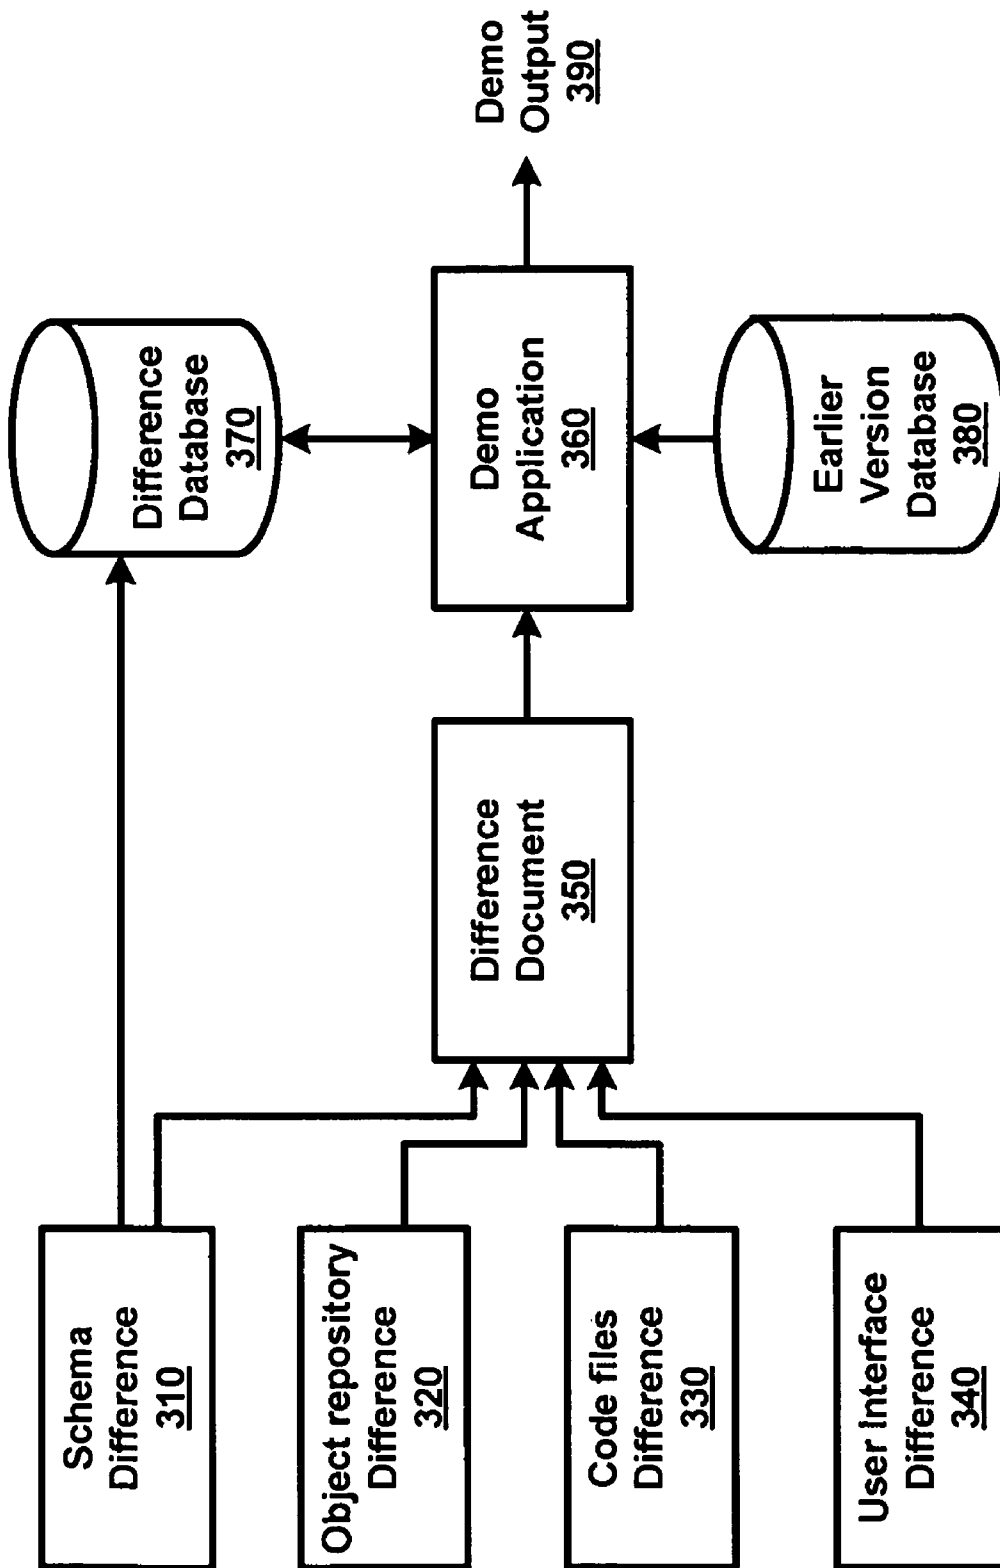 Schema
Difference
310
Object repository
Difference
320
Code files
Difference
330
User Interface
Difference
340
Difference
Document
350
Difference
Database
370
Demo
Application
360
Earlier
Version
Database
380
Demo
Output
390